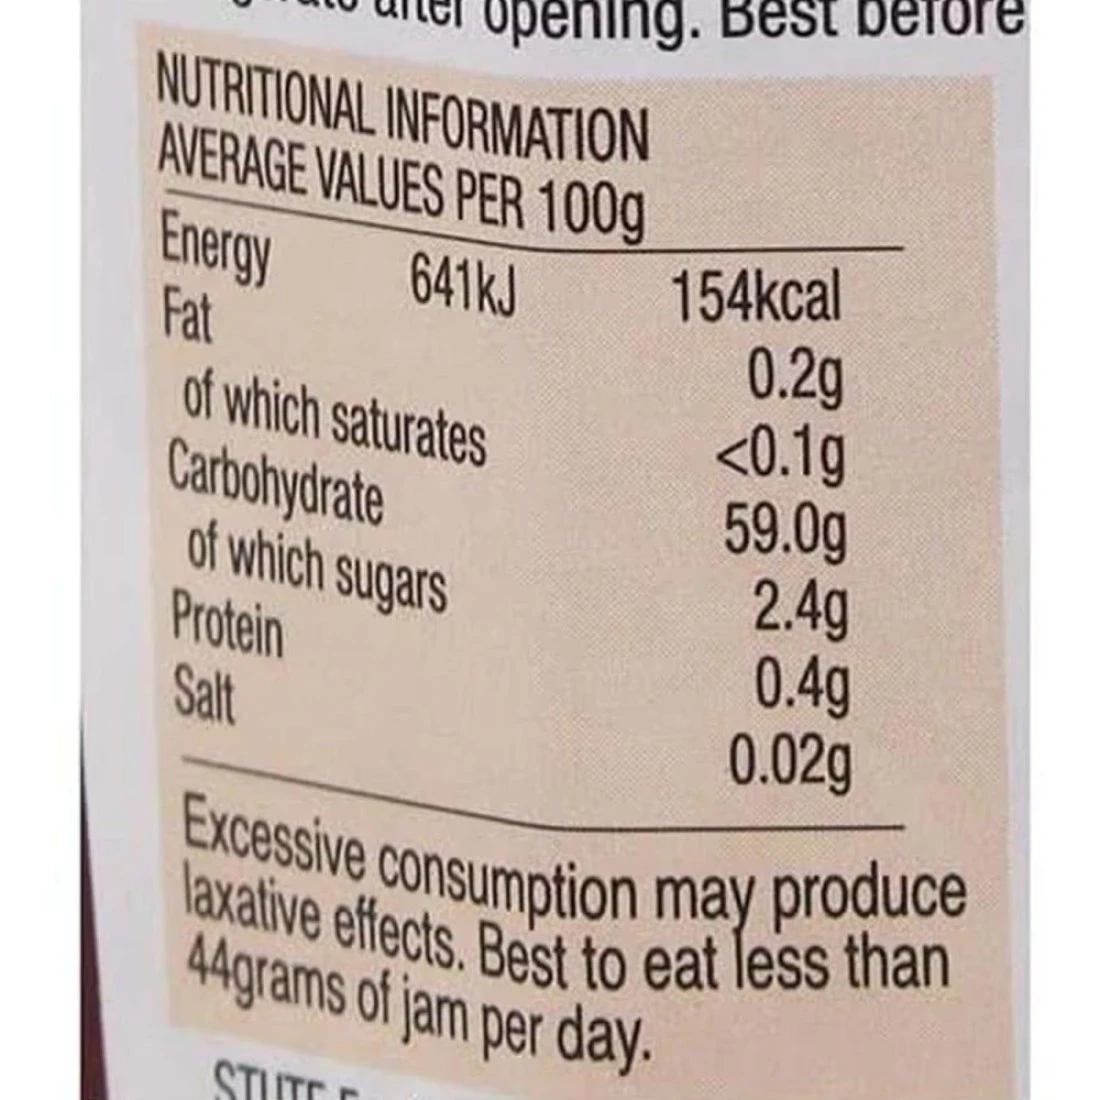 after opening. Best before
NUTRITIONAL INFORMATION
AVERAGE VALUES PER 100g
Energy 641kJ 154kcal
Fat 0.2g
of which saturates <0.1g
Carbohydrate 59.0g
of which sugars 2.4g
Protein 0.4g
Salt 0.02g
Excessive consumption may produce
laxative effects. Best to eat less than
44grams of jam per day.
STUTE